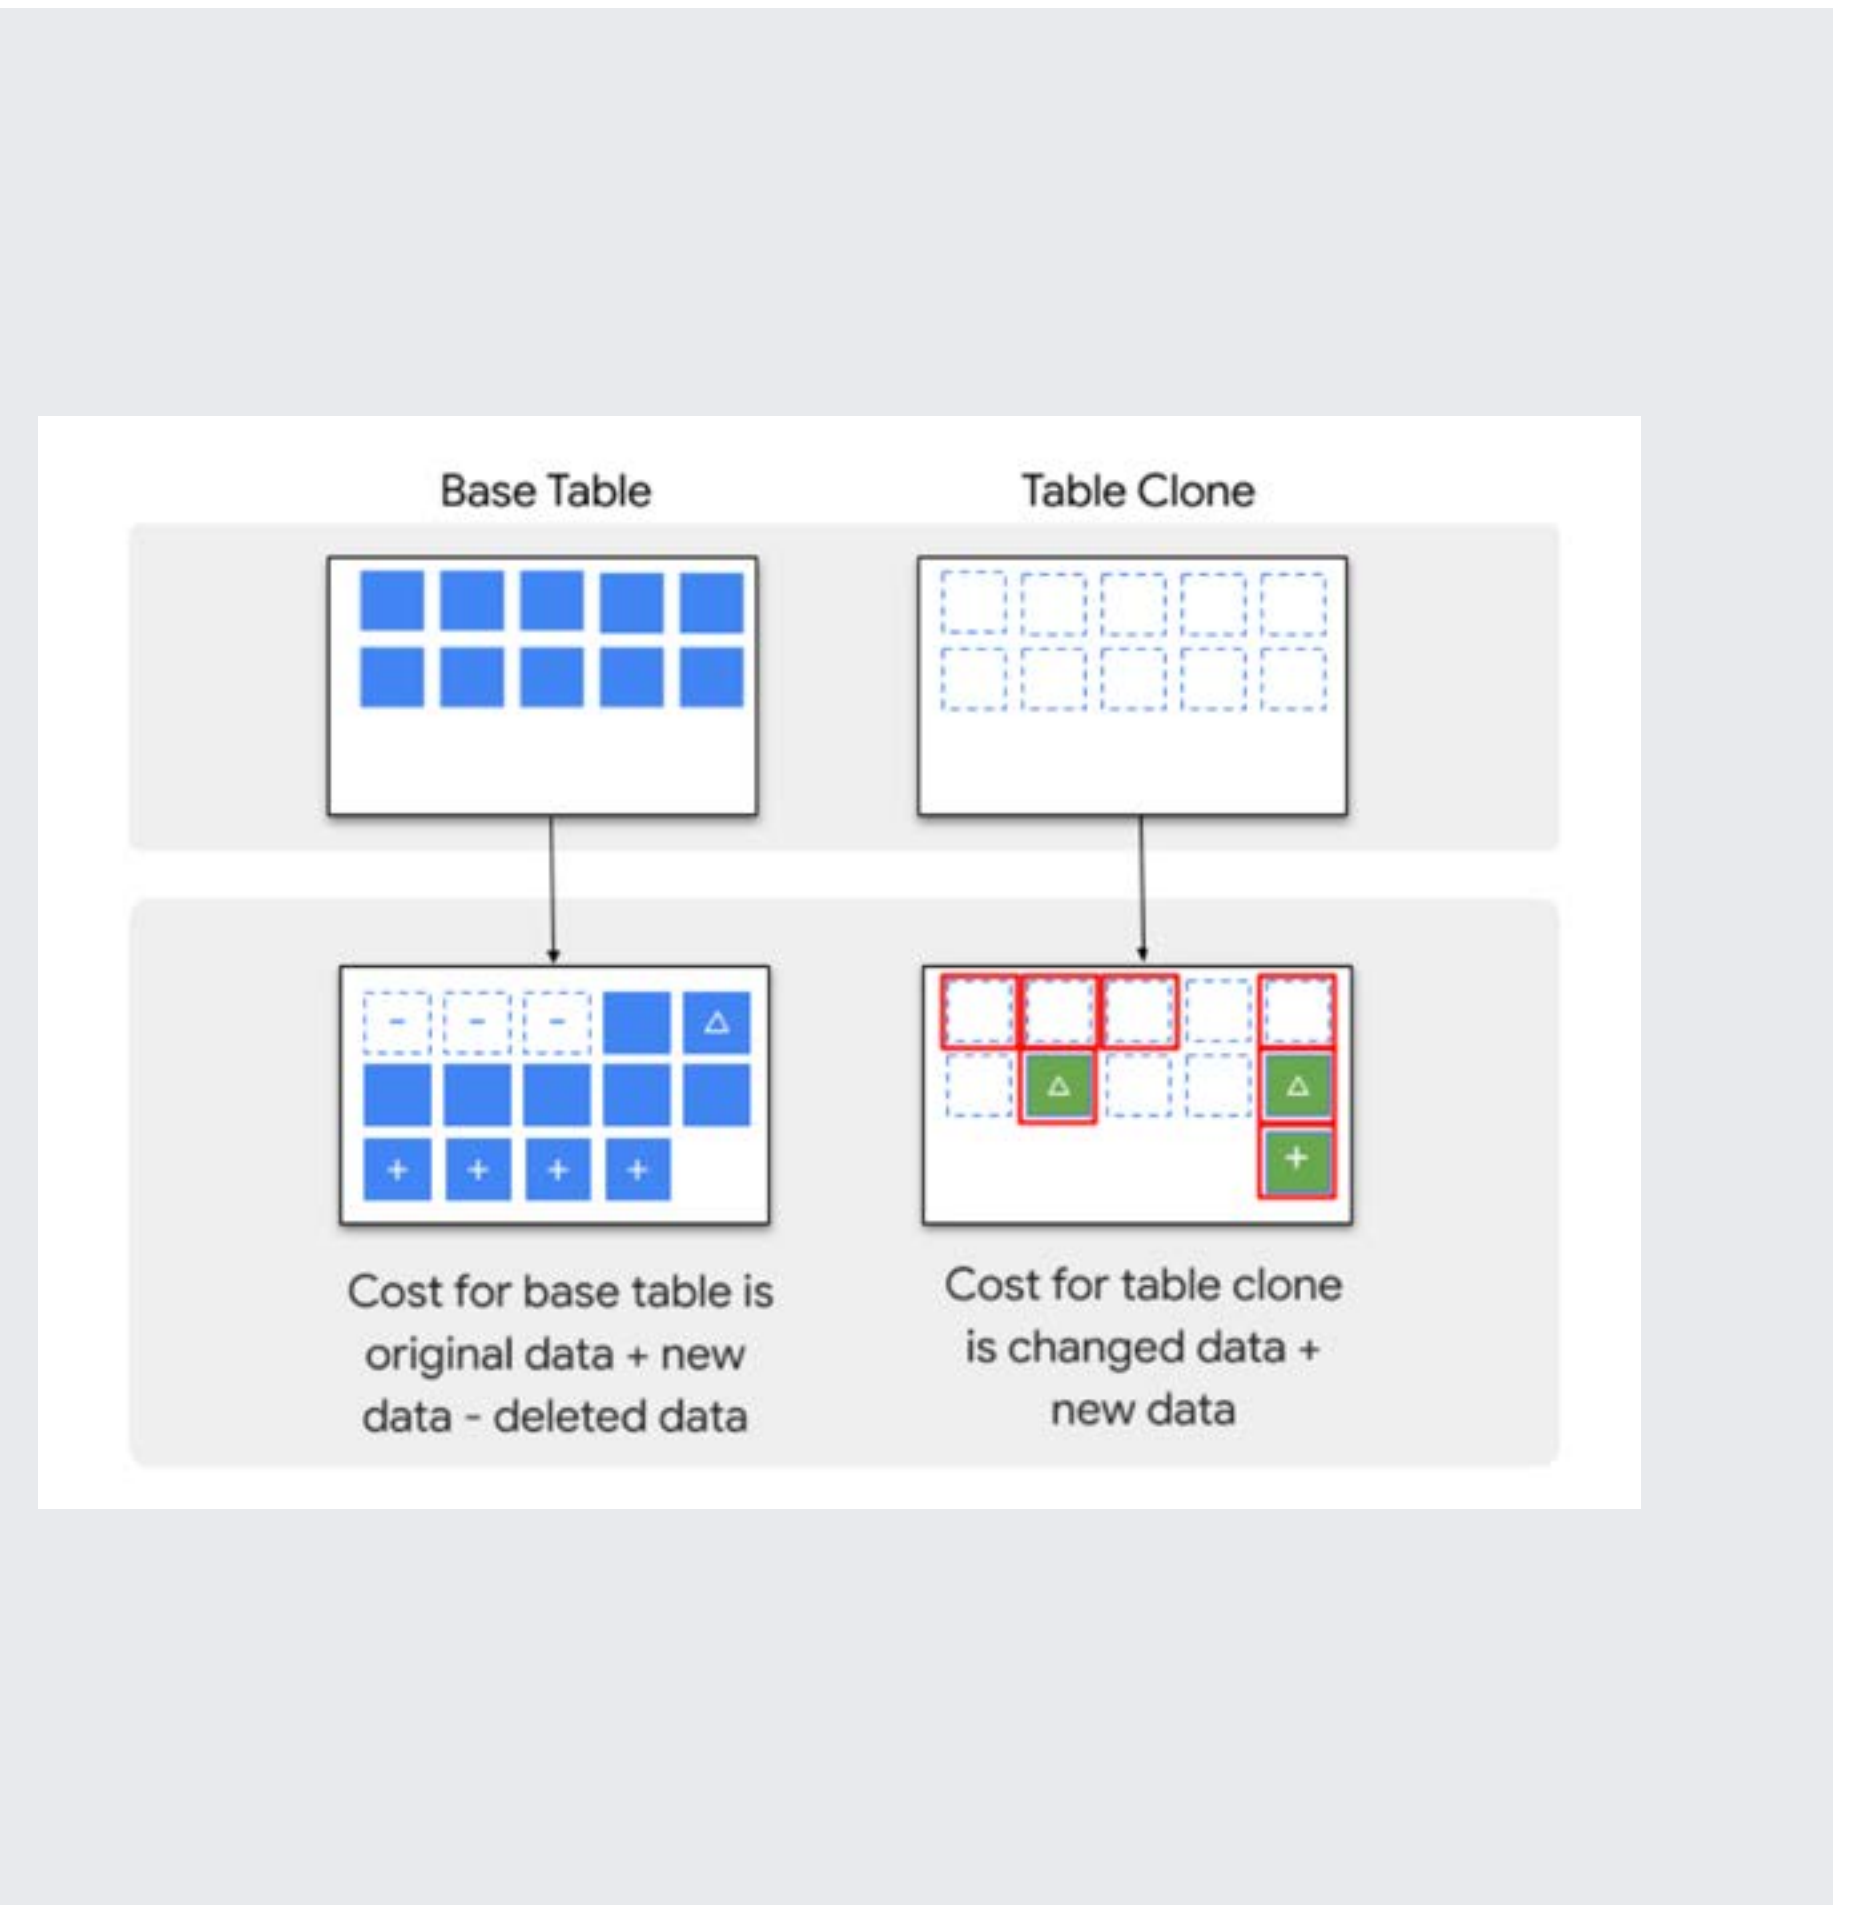 Base Table
Table Clone
- - - △
+ + + +
△ △
+
Cost for base table is
original data + new
data - deleted data
Cost for table clone
is changed data +
new data